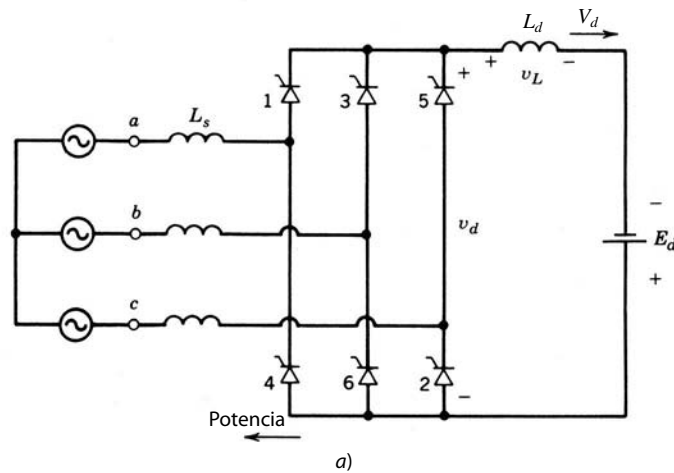 L_d
V_d
+ v_L −
1
3
5
+
a
L_s
b
v_d
−
E_d
+
c
4
6
2
−
Potencia
a)